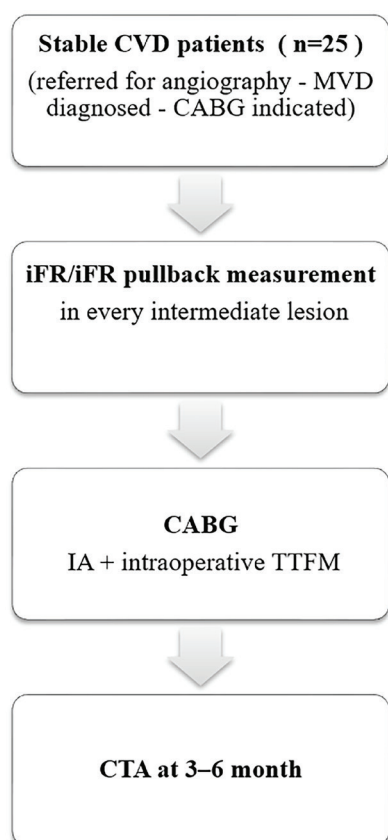 Stable CVD patients ( n=25 )
(referred for angiography - MVD
diagnosed - CABG indicated)
iFR/iFR pullback measurement
in every intermediate lesion
CABG
IA + intraoperative TTFM
CTA at 3–6 month